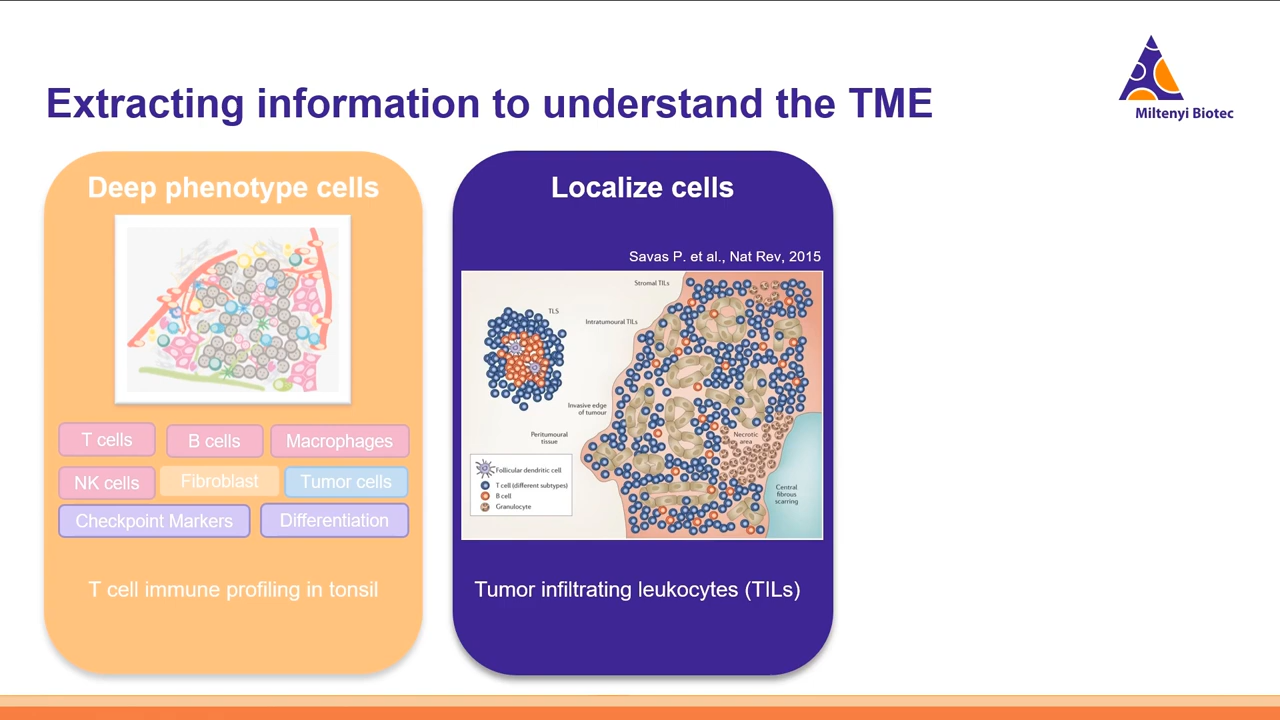 Extracting information to understand the TME
Miltenyi Biotec
Deep phenotype cells
T cells
B cells
Macrophages
NK cells
Fibroblast
Tumor cells
Checkpoint Markers
Differentiation
T cell immune profiling in tonsil
Localize cells
Savas P. et al., Nat Rev, 2015
Stromal TILs
TLS
Intratumoural TILs
Invasive edge
of tumour
Peritumoural
tissue
Necrotic
area
Central
fibrous
scarring
Follicular dendritic cell
T cell (different subtypes)
B cell
Granulocyte
Tumor infiltrating leukocytes (TILs)